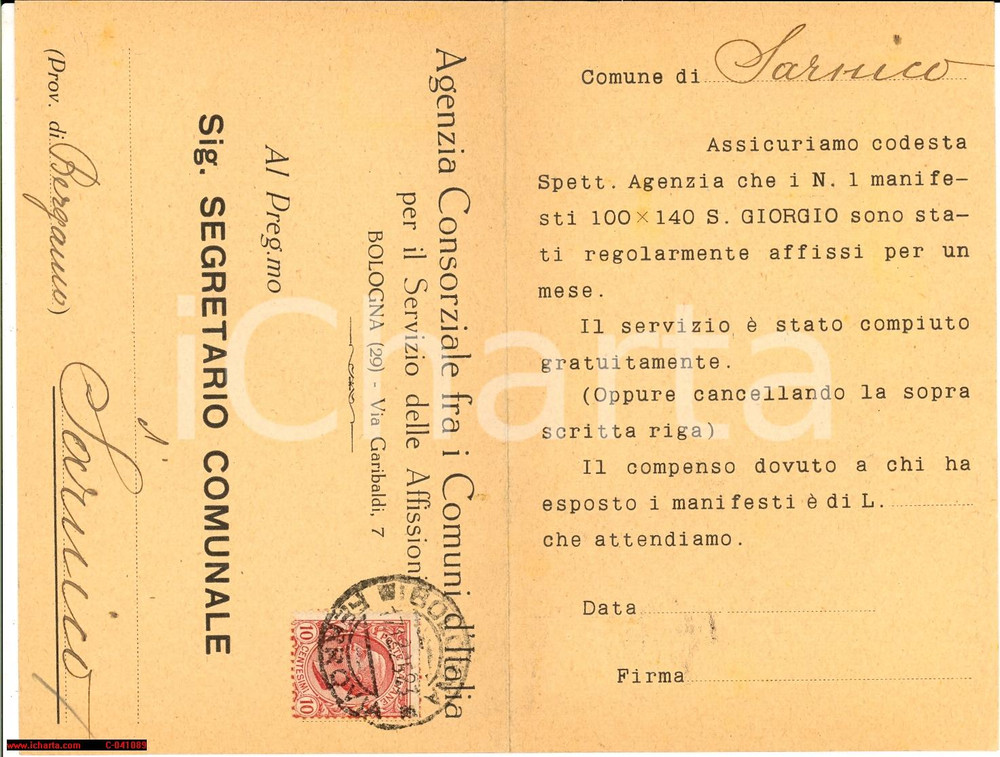 Agenzia Consorziale fra i Comuni d'Italia
per il Servizio delle Affissioni
BOLOGNA (29) - Via Garibaldi, 7
Al Preg.mo
Sig. SEGRETARIO COMUNALE
di
Sarnico
(Prov. di Bergamo)
10 CENTESIMI 10
FERROVIA
Comune di Sarnico
Assicuriamo codesta
Spett. Agenzia che i N. 1 manife-
sti 100 × 140 S. GIORGIO sono sta-
ti regolarmente affissi per un
mese.
Il servizio è stato compiuto
gratuitamente.
(Oppure cancellando la sopra
scritta riga)
Il compenso dovuto a chi ha
esposto i manifesti è di L.
che attendiamo.
Data
Firma
iCharta
www.icharta.com C-041089